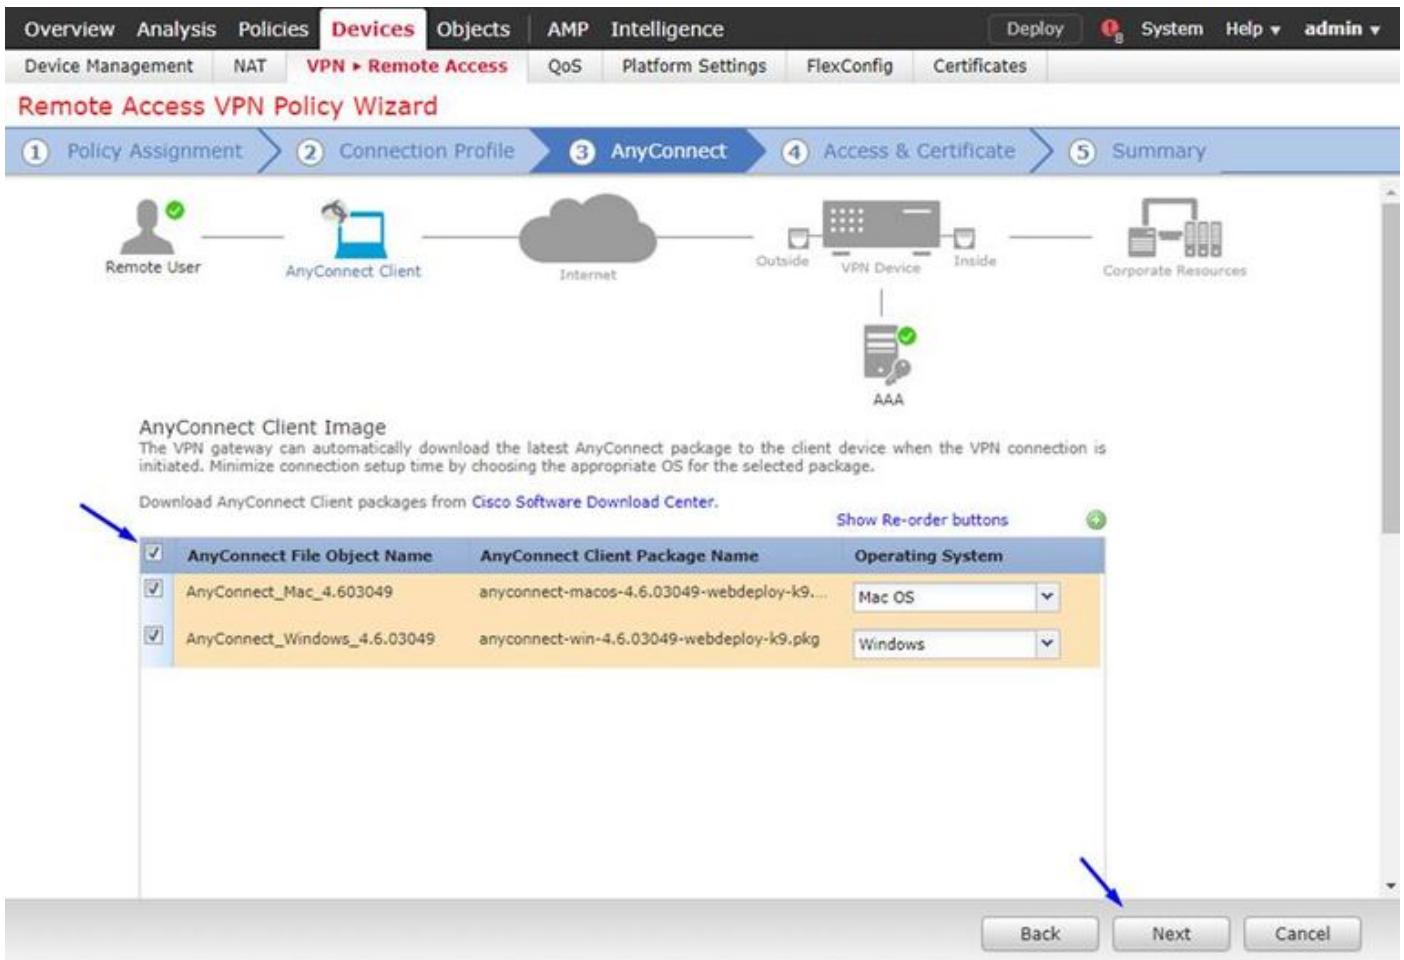 Overview Analysis Policies Devices Objects AMP Intelligence Deploy 8 System Help admin
Device Management NAT VPN ▸ Remote Access QoS Platform Settings FlexConfig Certificates
Remote Access VPN Policy Wizard
1 Policy Assignment 2 Connection Profile 3 AnyConnect 4 Access & Certificate 5 Summary
Remote User AnyConnect Client Internet Outside VPN Device Inside Corporate Resources
AAA
AnyConnect Client Image
The VPN gateway can automatically download the latest AnyConnect package to the client device when the VPN connection is
initiated. Minimize connection setup time by choosing the appropriate OS for the selected package.
Download AnyConnect Client packages from Cisco Software Download Center.
Show Re-order buttons
AnyConnect File Object Name AnyConnect Client Package Name Operating System
AnyConnect_Mac_4.603049 anyconnect-macos-4.6.03049-webdeploy-k9.... Mac OS
AnyConnect_Windows_4.6.03049 anyconnect-win-4.6.03049-webdeploy-k9.pkg Windows
Back Next Cancel